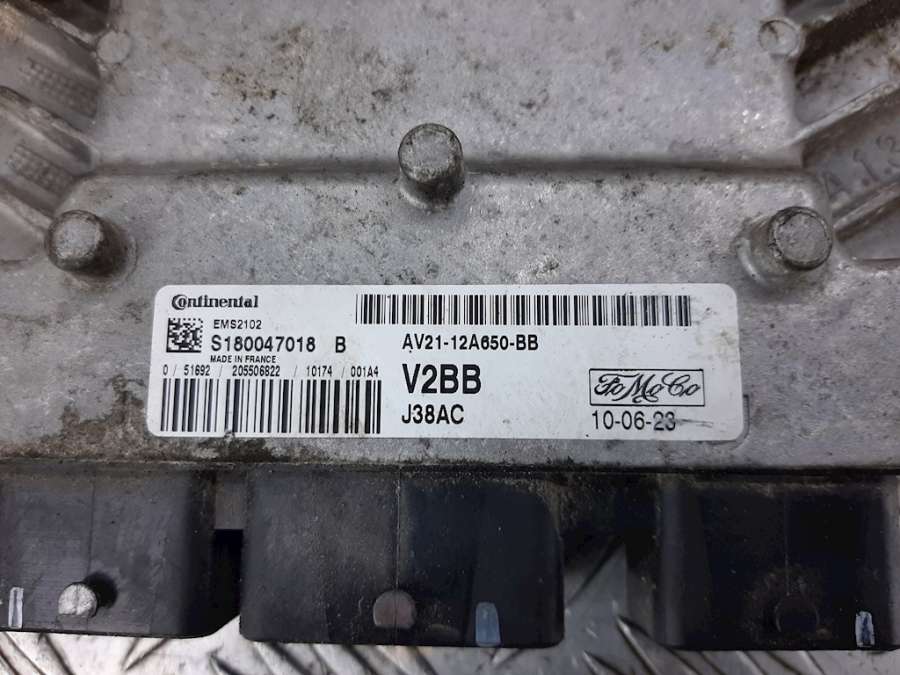 Continental
EMS2102
S180047018 B
MADE IN FRANCE
0 / 51692 / 205506822 / 10174 / 001A4
AV21-12A650-BB
V2BB
J38AC
FoMoCo
10-06-23
A.13